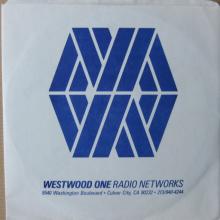 WESTWOOD ONE RADIO NETWORKS
9540 Washington Boulevard • Culver City, CA 90232 • 213/840-4244